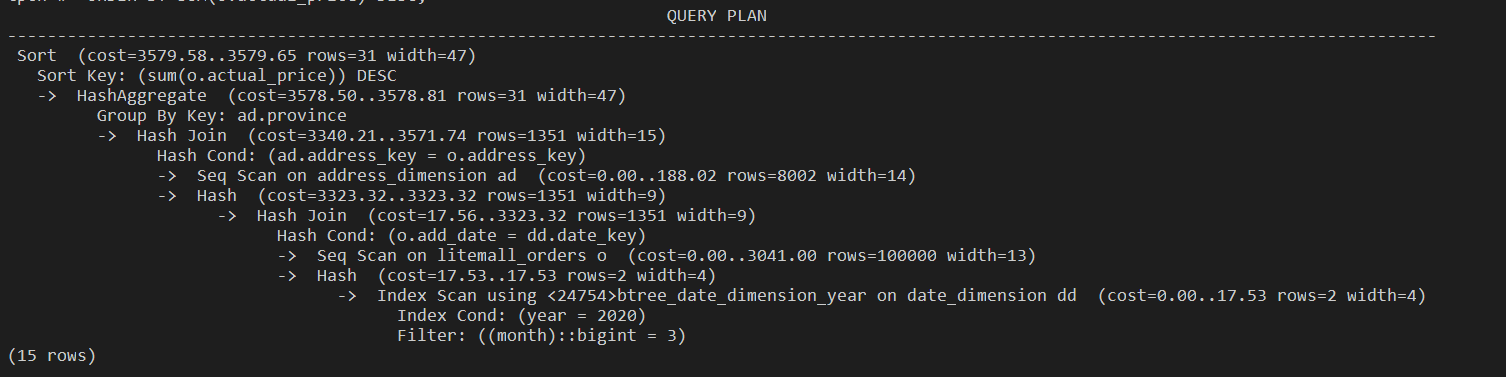 QUERY PLAN
---------------------------------------------------------------------------------------------------------------------------------------------
Sort  (cost=3579.58..3579.65 rows=31 width=47)
  Sort Key: (sum(o.actual_price)) DESC
  ->  HashAggregate  (cost=3578.50..3578.81 rows=31 width=47)
        Group By Key: ad.province
        ->  Hash Join  (cost=3340.21..3571.74 rows=1351 width=15)
              Hash Cond: (ad.address_key = o.address_key)
              ->  Seq Scan on address_dimension ad  (cost=0.00..188.02 rows=8002 width=14)
              ->  Hash  (cost=3323.32..3323.32 rows=1351 width=9)
                    ->  Hash Join  (cost=17.56..3323.32 rows=1351 width=9)
                          Hash Cond: (o.add_date = dd.date_key)
                          ->  Seq Scan on litemall_orders o  (cost=0.00..3041.00 rows=100000 width=13)
                          ->  Hash  (cost=17.53..17.53 rows=2 width=4)
                                ->  Index Scan using <24754>btree_date_dimension_year on date_dimension dd  (cost=0.00..17.53 rows=2 width=4)
                                      Index Cond: (year = 2020)
                                      Filter: ((month)::bigint = 3)
(15 rows)